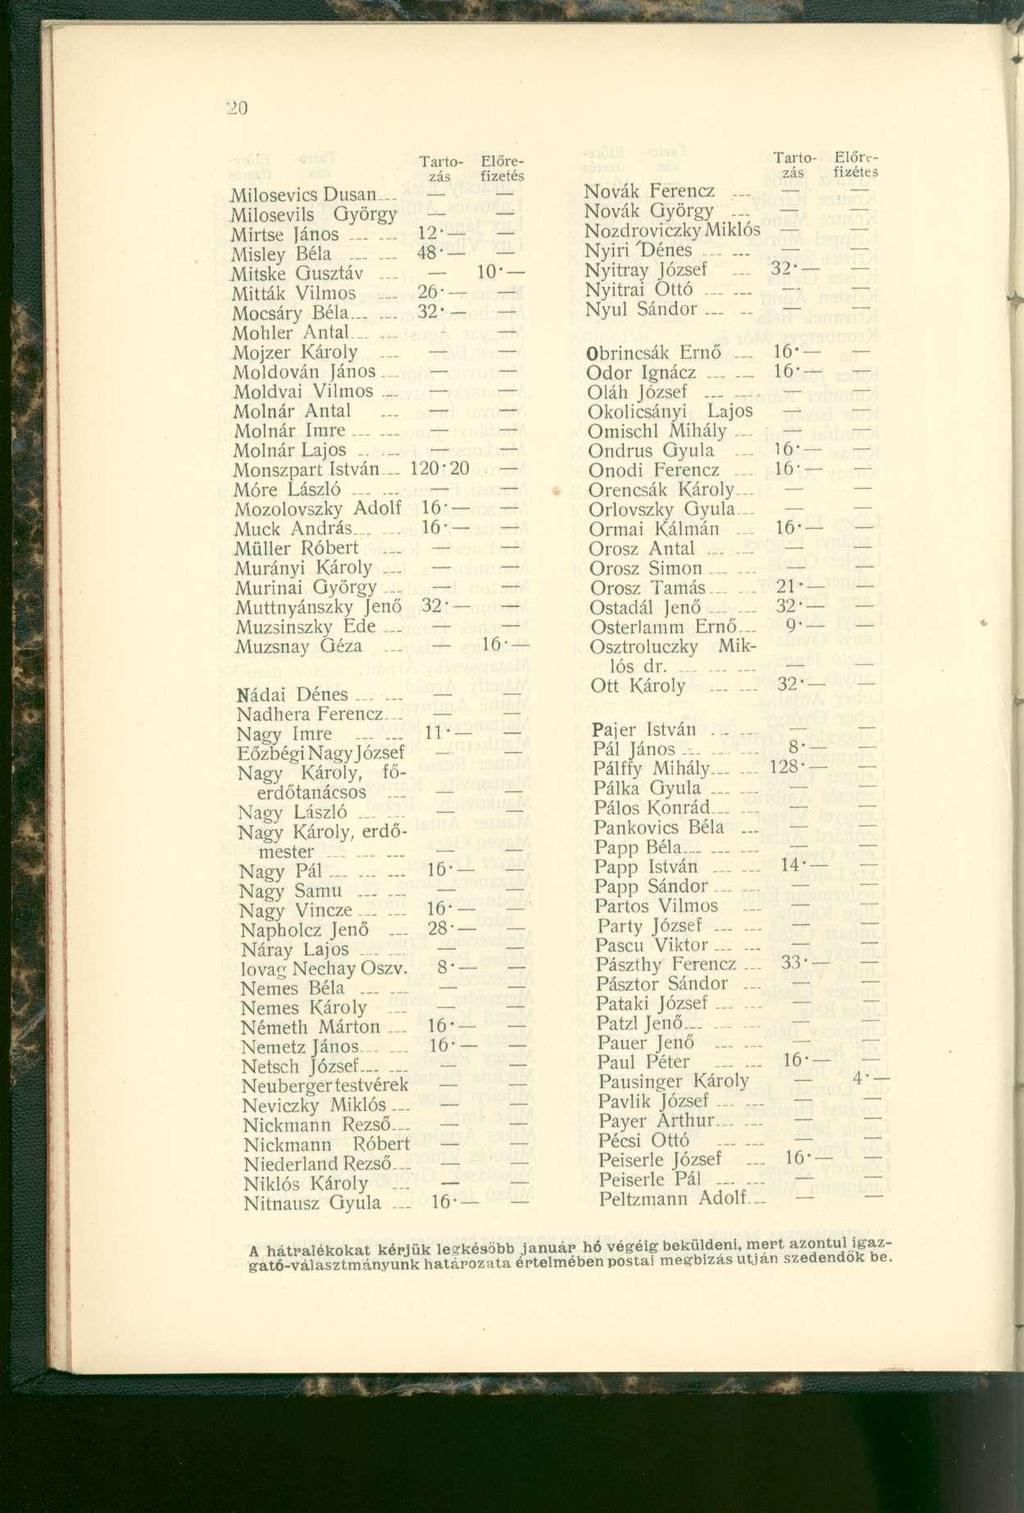 20
Tarto- Előre-
zás fizetés
Milosevics Dusan — —
Milosevils György — —
Mirtse János 12·— —
Misley Béla 48·— —
Mitske Gusztáv — 10·—
Mitták Vilmos 26·— —
Mocsáry Béla 32·— —
Mohler Antal - —
Mojzer Károly — —
Moldován János — —
Moldvai Vilmos — —
Molnár Antal — —
Molnár Imre — —
Molnár Lajos — —
Monszpart István 120·20 —
Móre László — —
Mozolovszky Adolf 16·— —
Muck András 16·— —
Müller Róbert — —
Murányi Károly — —
Murinai György — —
Muttnyánszky Jenő 32·— —
Muzsinszky Ede — —
Muzsnay Géza — 16·—
Nádai Dénes — —
Nadhera Ferencz — —
Nagy Imre 11·— —
Eőzbégi Nagy József — —
Nagy Károly, fő-
erdőtanácsos — —
Nagy László — —
Nagy Károly, erdő-
mester — —
Nagy Pál 16·— —
Nagy Samu — —
Nagy Vincze 16·— —
Napholcz Jenő 28·— —
Náray Lajos — —
lovag Nechay Oszv. 8·— —
Nemes Béla — —
Nemes Károly — —
Németh Márton 16·— —
Nemetz János 16·— —
Netsch József — —
Neuberger testvérek — —
Neviczky Miklós — —
Nickmann Rezső — —
Nickmann Róbert — —
Niederland Rezső — —
Niklós Károly — —
Nitnausz Gyula 16·— —
Tarto- Előre-
zás fizétes
Novák Ferencz — —
Novák György — —
Nozdroviczky Miklós — —
Nyiri Dénes — —
Nyitray József 32·— —
Nyitrai Ottó — —
Nyul Sándor — —
Obrincsák Ernő 16·— —
Odor Ignácz 16·— —
Oláh József — —
Okolicsányi Lajos — —
Omischl Mihály — —
Ondrus Gyula 16·— —
Onodi Ferencz 16·— —
Orencsák Károly — —
Orlovszky Gyula — —
Ormai Kálmán 16·— —
Orosz Antal — —
Orosz Simon — —
Orosz Tamás 21·— —
Ostadál Jenő 32·— —
Osterlamm Ernő 9·— —
Osztroluczky Mik-
lós dr. — —
Ott Károly 32·— —
Pajer István — —
Pál János 8·— —
Pálffy Mihály 128·— —
Pálka Gyula — —
Pálos Konrád — —
Pankovics Béla — —
Papp Béla — —
Papp István 14·— —
Papp Sándor — —
Partos Vilmos — —
Party József — —
Pascu Viktor — —
Pászthy Ferencz 33·— —
Pásztor Sándor — —
Pataki József — —
Patzl Jenő — —
Pauer Jenő — —
Paul Péter 16·— —
Pausinger Károly — 4·—
Pavlik József — —
Payer Arthur — —
Pécsi Ottó — —
Peiserle József 16·— —
Peiserle Pál — —
Peltzmann Adolf — —
A hátralékokat kérjük legkésőbb január hó végéig beküldeni, mert azontul igaz-
gató-választmányunk határozata értelmében postai megbizás utján szedendők be.